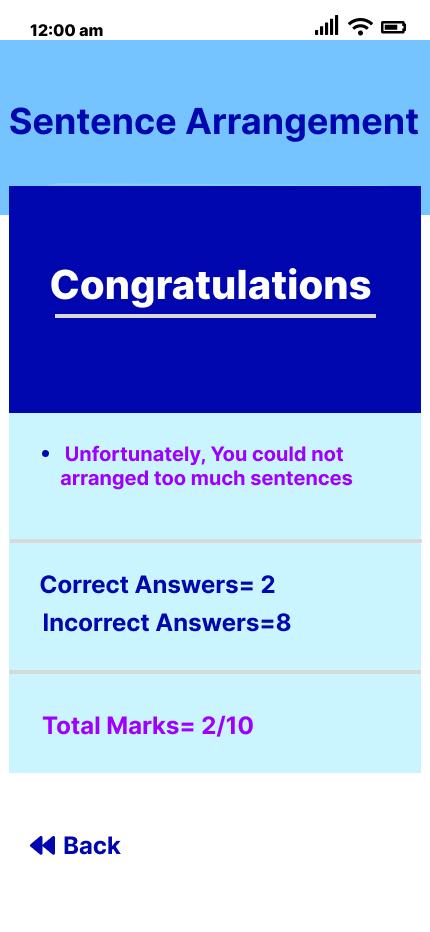 12:00 am
Sentence Arrangement
Congratulations
• Unfortunately, You could not
arranged too much sentences
Correct Answers= 2
Incorrect Answers=8
Total Marks= 2/10
Back